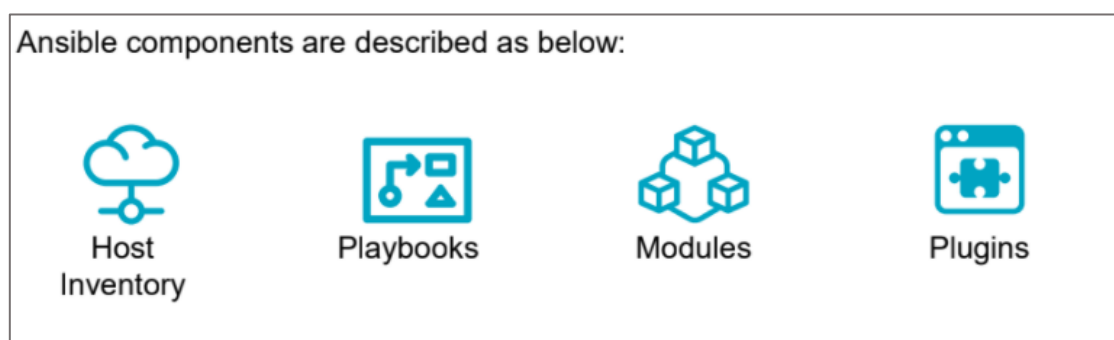 Ansible components are described as below:
Host
Inventory
Playbooks
Modules
Plugins